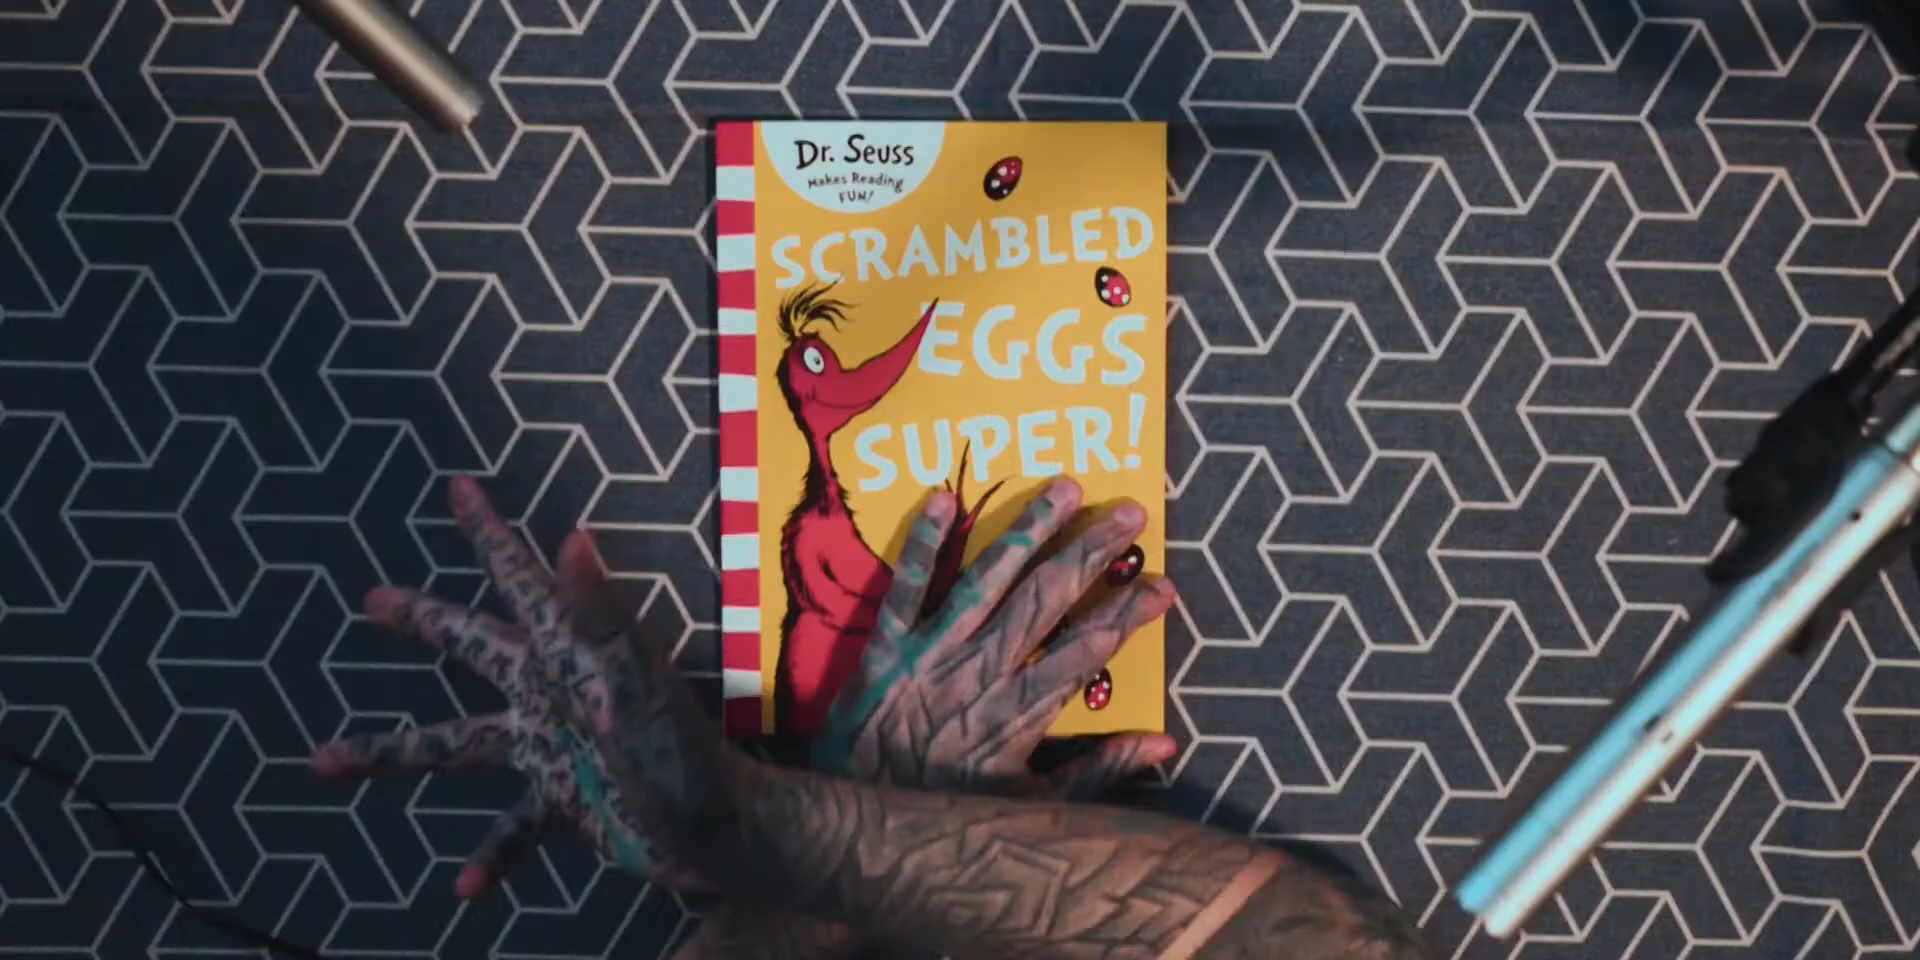 Dr. Seuss
Makes Reading
FUN!
SCRAMBLED
EGGS
SUPER!